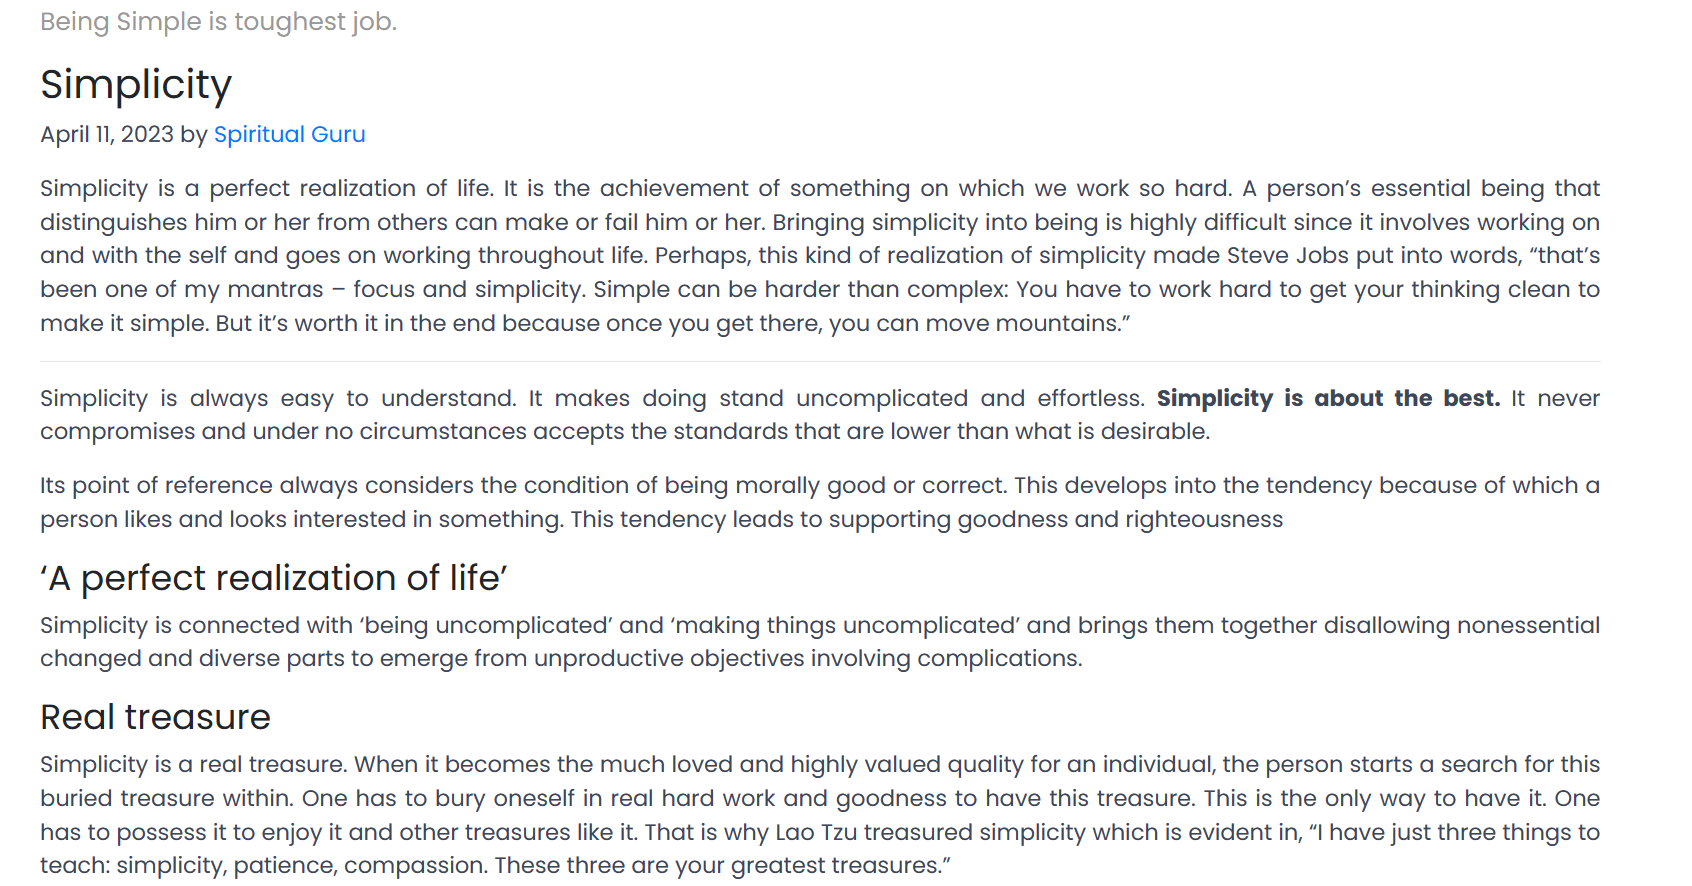 Being Simple is toughest job.
Simplicity
April 11, 2023 by Spiritual Guru
Simplicity is a perfect realization of life. It is the achievement of something on which we work so hard. A person’s essential being that
distinguishes him or her from others can make or fail him or her. Bringing simplicity into being is highly difficult since it involves working on
and with the self and goes on working throughout life. Perhaps, this kind of realization of simplicity made Steve Jobs put into words, “that’s
been one of my mantras – focus and simplicity. Simple can be harder than complex: You have to work hard to get your thinking clean to
make it simple. But it’s worth it in the end because once you get there, you can move mountains.”
Simplicity is always easy to understand. It makes doing stand uncomplicated and effortless. Simplicity is about the best. It never
compromises and under no circumstances accepts the standards that are lower than what is desirable.
Its point of reference always considers the condition of being morally good or correct. This develops into the tendency because of which a
person likes and looks interested in something. This tendency leads to supporting goodness and righteousness
‘A perfect realization of life’
Simplicity is connected with ‘being uncomplicated’ and ‘making things uncomplicated’ and brings them together disallowing nonessential
changed and diverse parts to emerge from unproductive objectives involving complications.
Real treasure
Simplicity is a real treasure. When it becomes the much loved and highly valued quality for an individual, the person starts a search for this
buried treasure within. One has to bury oneself in real hard work and goodness to have this treasure. This is the only way to have it. One
has to possess it to enjoy it and other treasures like it. That is why Lao Tzu treasured simplicity which is evident in, “I have just three things to
teach: simplicity, patience, compassion. These three are your greatest treasures.”